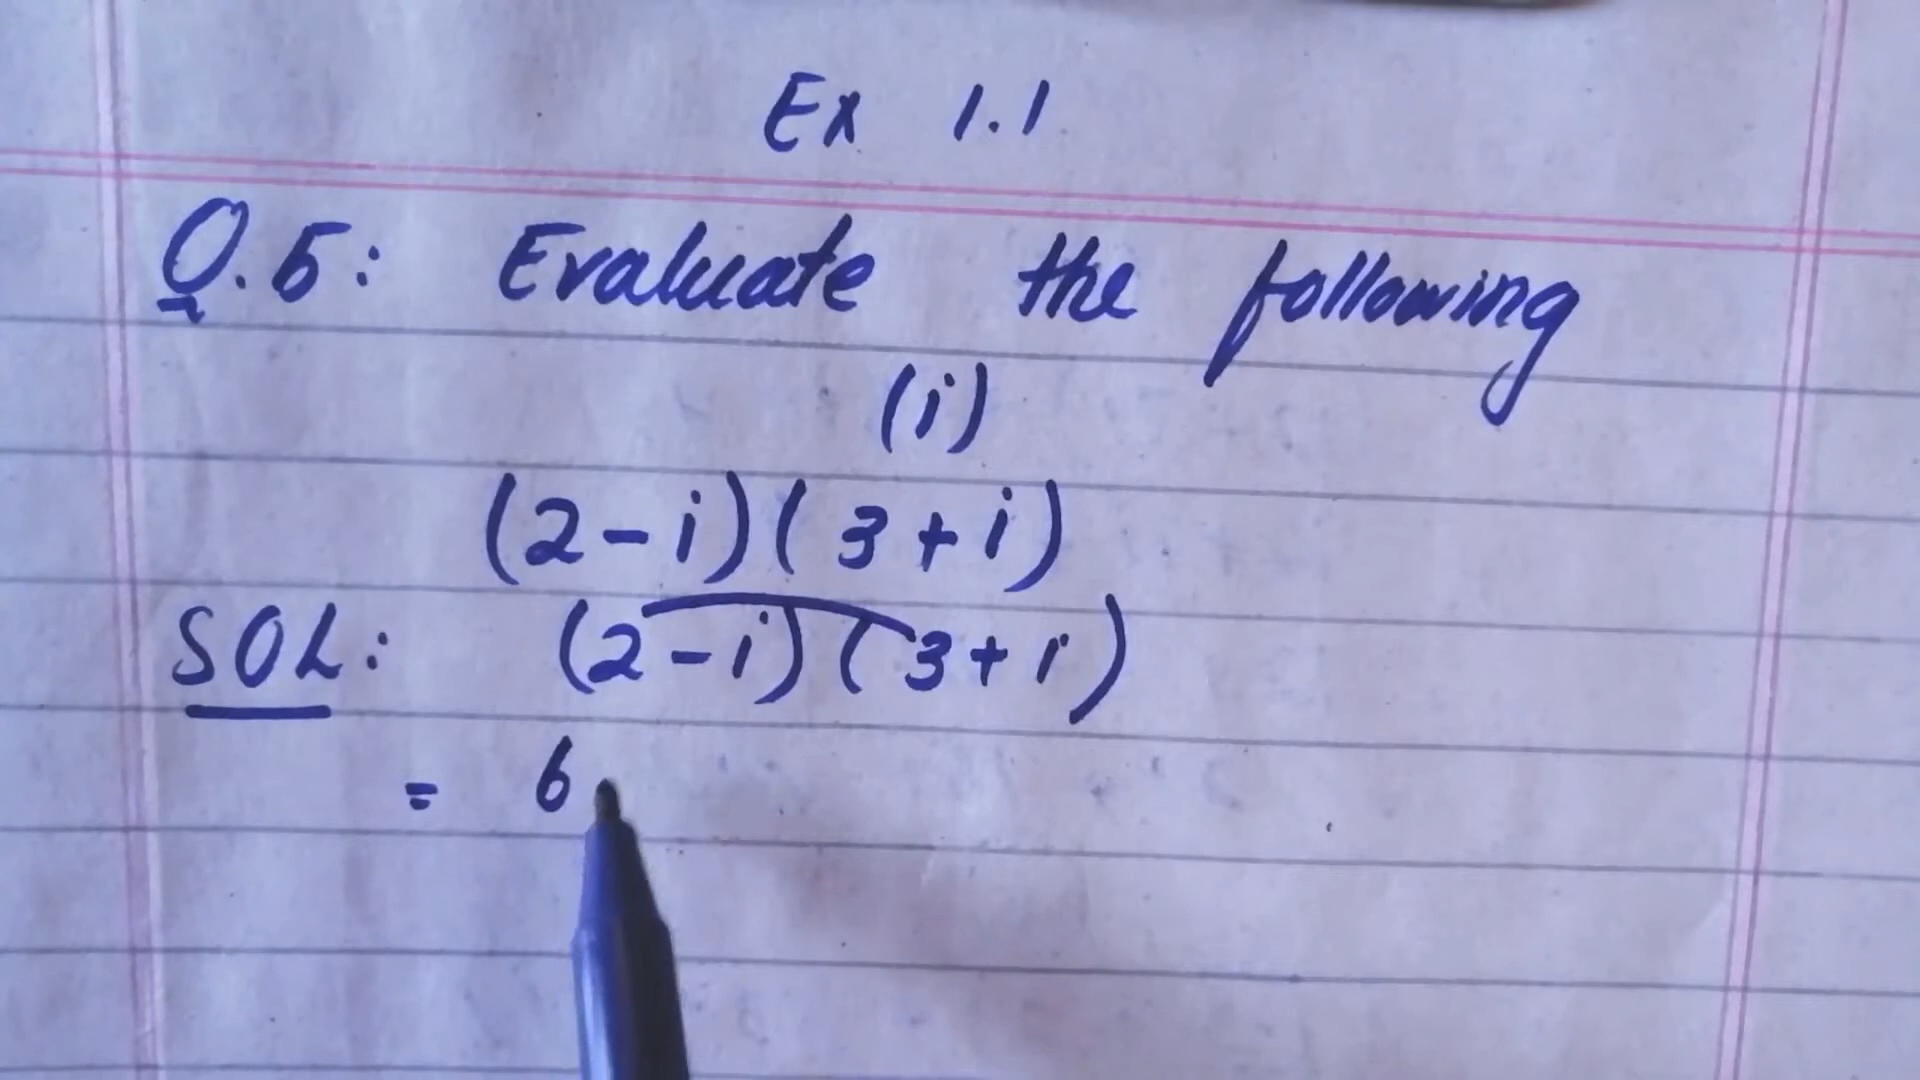 Ex 1.1
Q.5: Evaluate the following
(i)
(2-i)(3+i)
SOL: (2-i)(3+i)
= 6